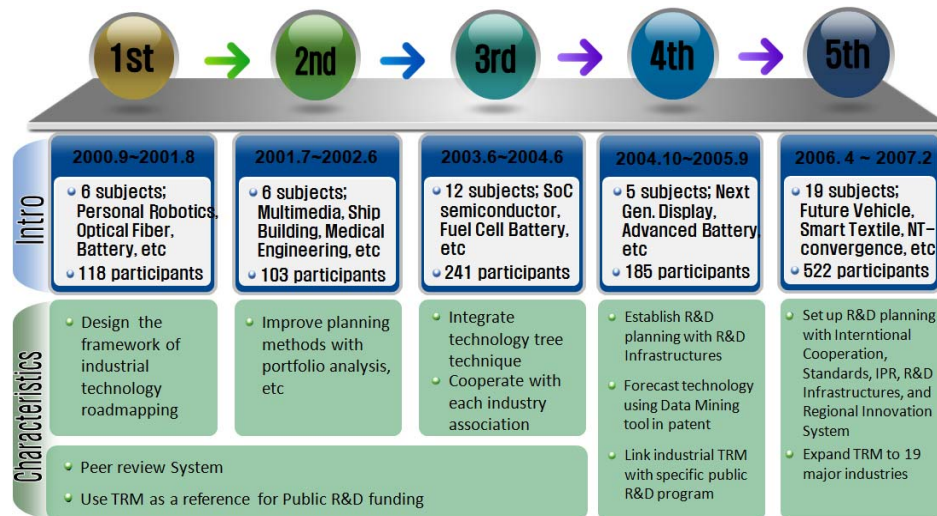 1st
2nd
3rd
4th
5th
Intro
2000.9~2001.8
6 subjects;
Personal Robotics,
Optical Fiber,
Battery, etc
118 participants
2001.7~2002.6
6 subjects;
Multimedia, Ship
Building, Medical
Engineering, etc
103 participants
2003.6~2004.6
12 subjects; SoC
semiconductor,
Fuel Cell Battery,
etc
241 participants
2004.10~2005.9
5 subjects; Next
Gen. Display,
Advanced Battery,
etc
185 participants
2006. 4 ~ 2007.2
19 subjects;
Future Vehicle,
Smart Textile, NT-
convergence, etc
522 participants
Characteristics
Design the
framework of
industrial
technology
roadmapping
Improve planning
methods with
portfolio analysis,
etc
Integrate
technology tree
technique
Cooperate with
each industry
association
Peer review System
Use TRM as a reference for Public R&D funding
Establish R&D
planning with R&D
Infrastructures
Forecast technology
using Data Mining
tool in patent
Link industrial TRM
with specific public
R&D program
Set up R&D planning
with Interntional
Cooperation,
Standards, IPR, R&D
Infrastructures, and
Regional Innovation
System
Expand TRM to 19
major industries